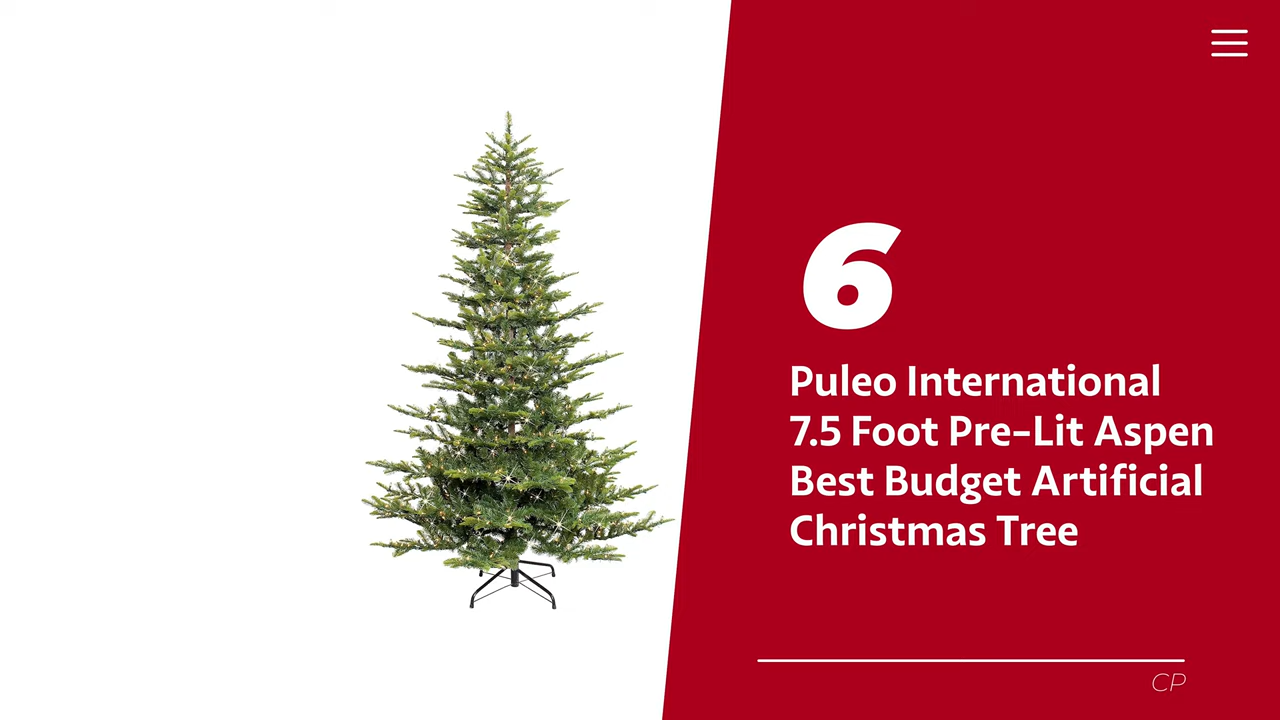 6
Puleo International
7.5 Foot Pre-Lit Aspen
Best Budget Artificial
Christmas Tree
CP